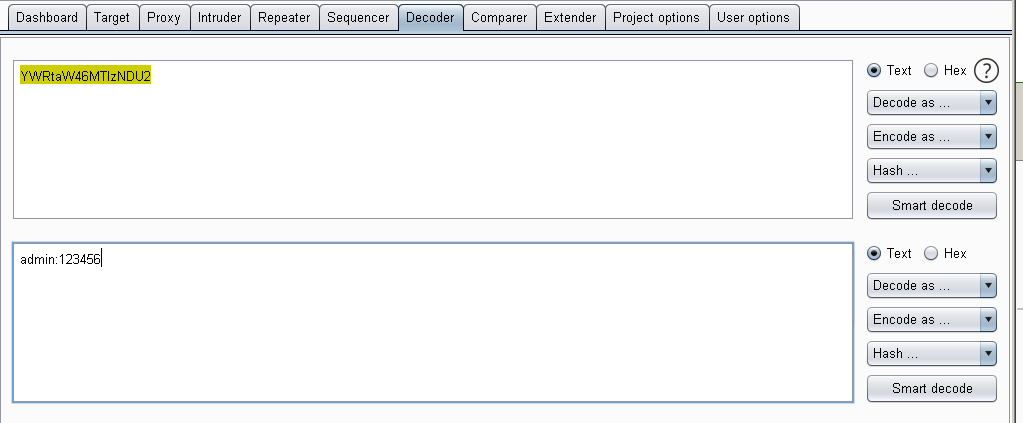 Dashboard Target Proxy Intruder Repeater Sequencer Decoder Comparer Extender Project options User options
YWRtaW46MTIzNDU2
Text Hex ?
Decode as ...
Encode as ...
Hash ...
Smart decode
admin:123456
Text Hex
Decode as ...
Encode as ...
Hash ...
Smart decode